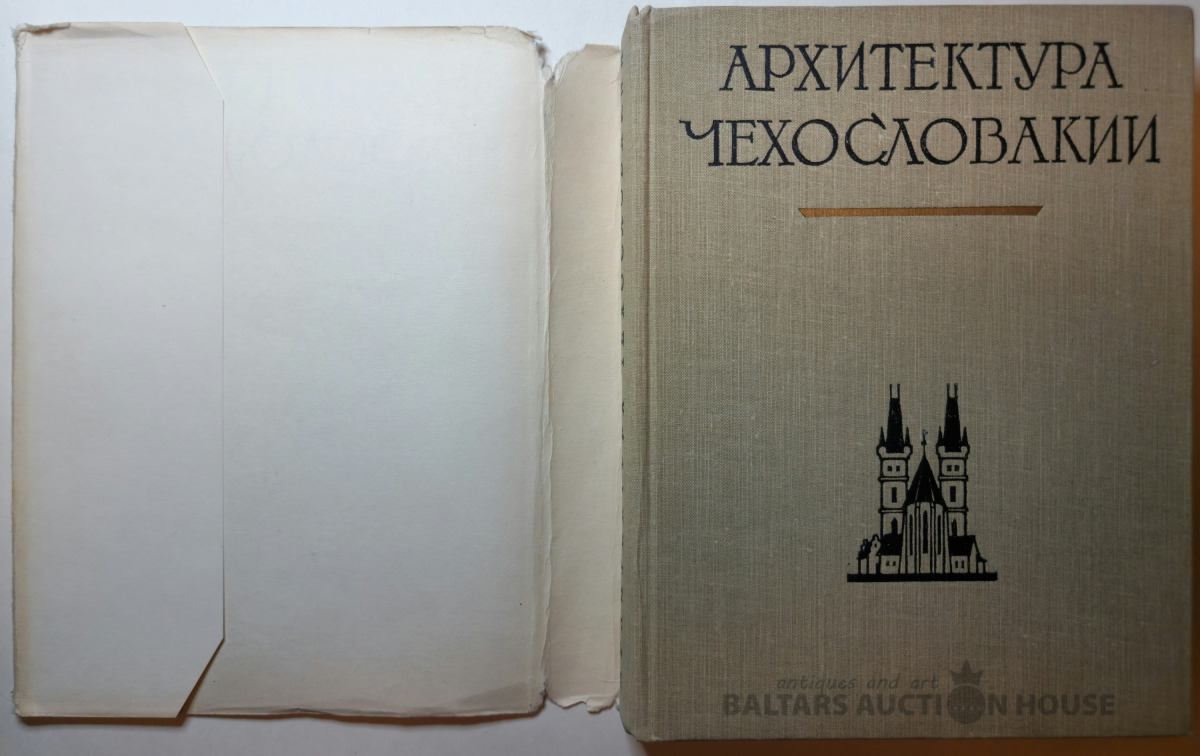 АРХИТЕКТУРА
ЧЕХОСЛОВАКИИ
antiques and art
BALTARS AUCTION HOUSE